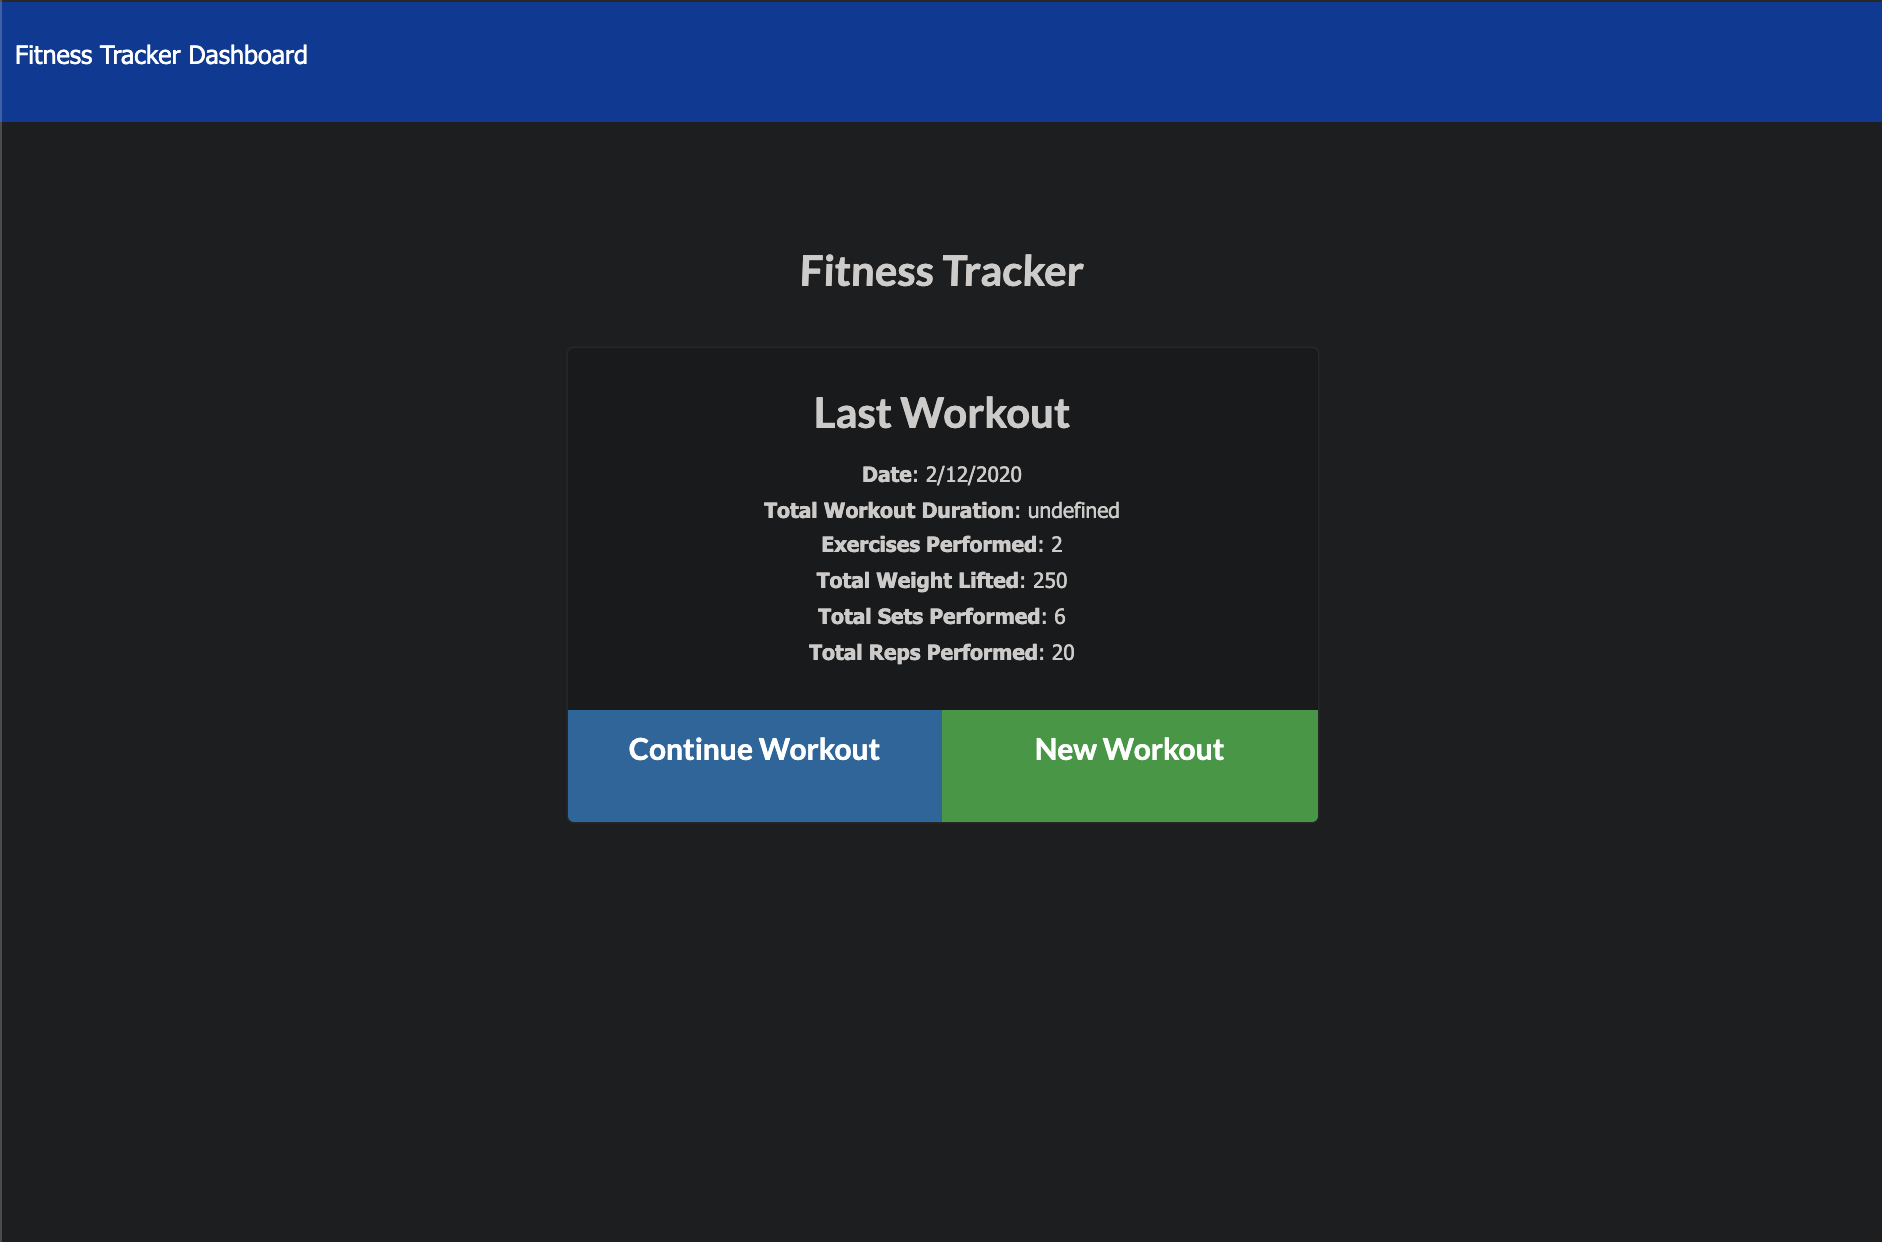 Fitness Tracker Dashboard
Fitness Tracker
Last Workout
Date: 2/12/2020
Total Workout Duration: undefined
Exercises Performed: 2
Total Weight Lifted: 250
Total Sets Performed: 6
Total Reps Performed: 20
Continue Workout
New Workout